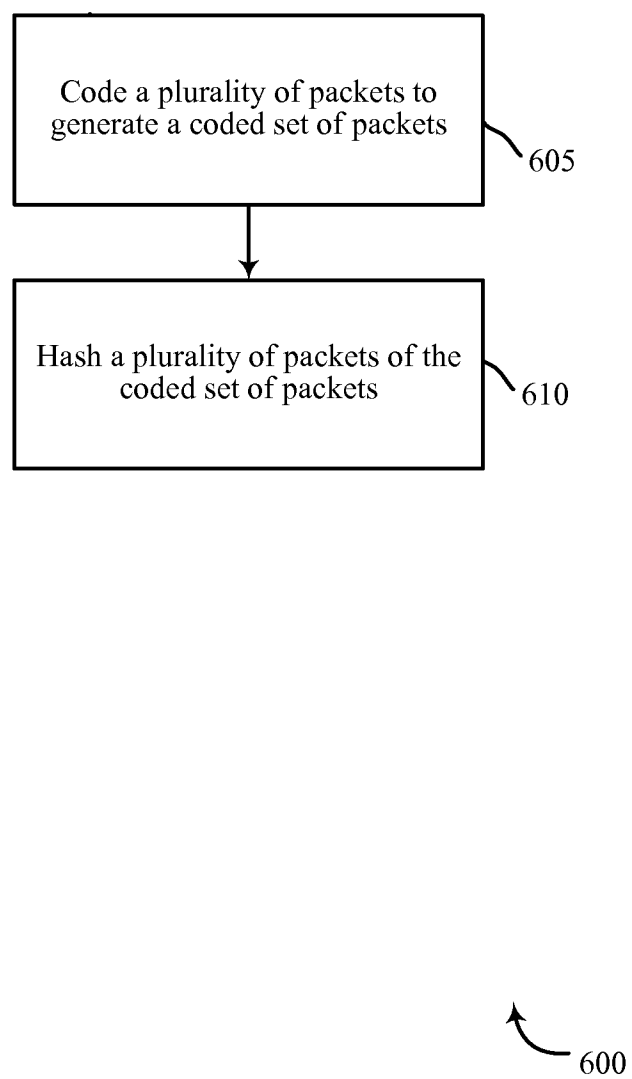 Code a plurality of packets to
generate a coded set of packets
605
Hash a plurality of packets of the
coded set of packets
610
600